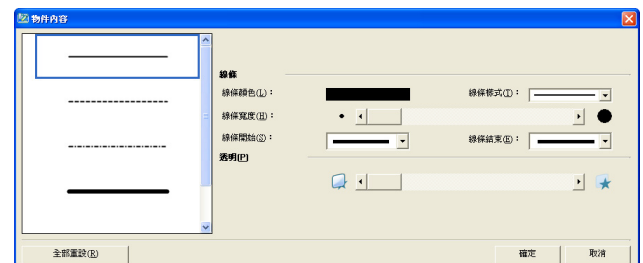 物件內容
線條
線條顏色(L)：
線條樣式(T)：
線條寬度(H)：
線條開始(S)：
線條結束(E)：
透明(P)
全部重設(R)
確定
取消